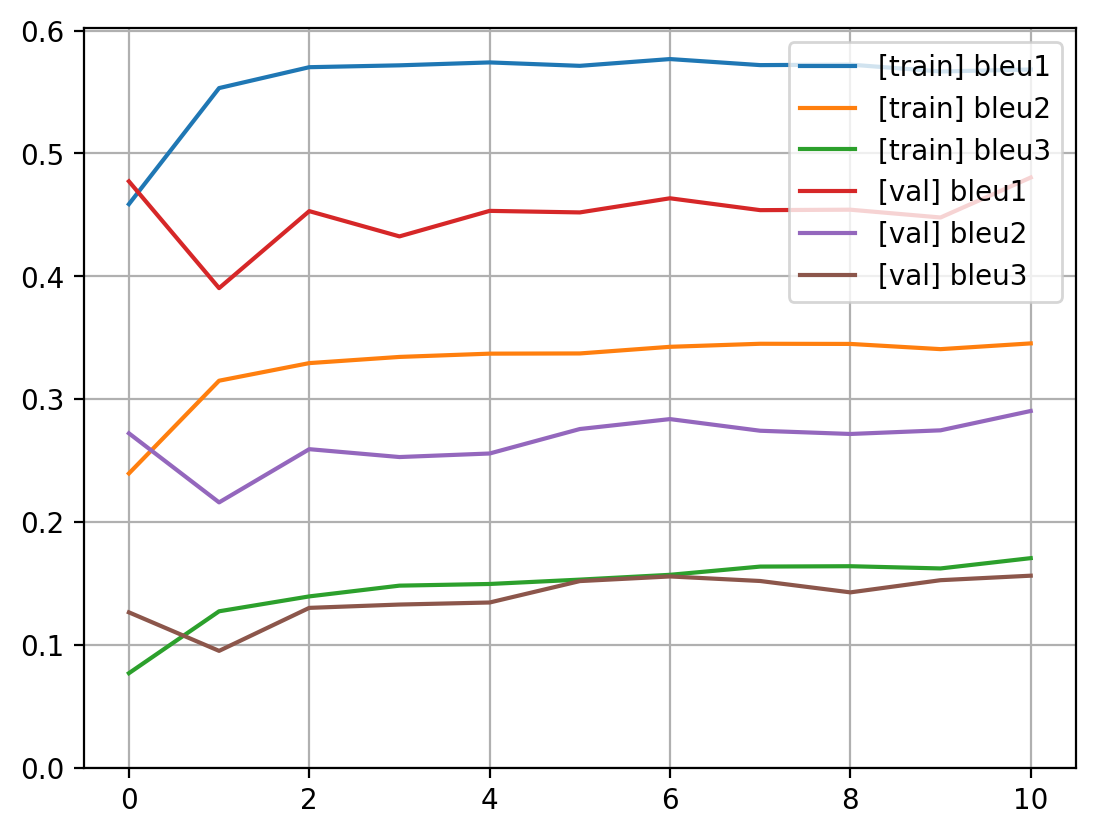 0.6
0.5
0.4
0.3
0.2
0.1
0.0
0 2 4 6 8 10
[train] bleu1
[train] bleu2
[train] bleu3
[val] bleu1
[val] bleu2
[val] bleu3